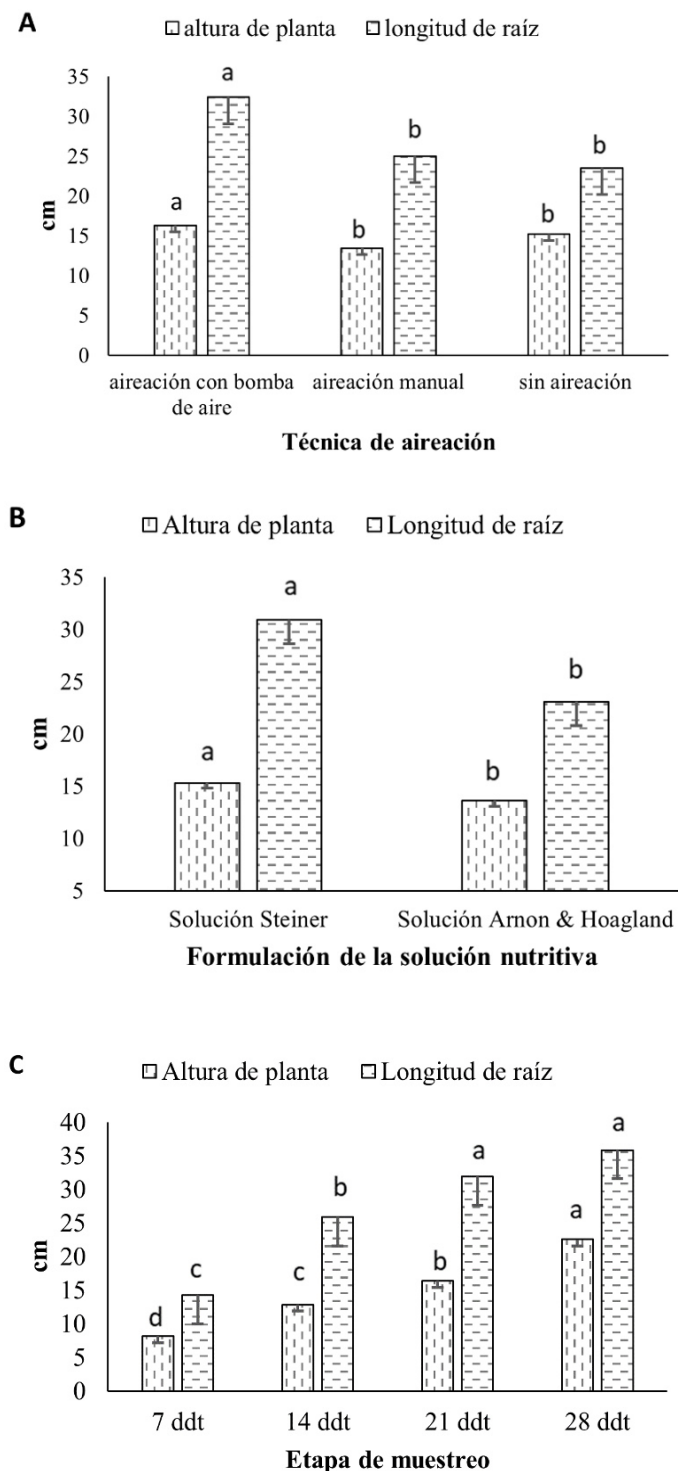 A
altura de planta longitud de raíz
35
30
25
20
15
10
5
0
cm
a
a
b
b
b
b
aireación con bomba de aire
aireación manual
sin aireación
Técnica de aireación
B
Altura de planta Longitud de raíz
35
30
25
20
15
10
5
cm
a
a
b
b
Solución Steiner
Solución Arnon & Hoagland
Formulación de la solución nutritiva
C
Altura de planta Longitud de raíz
40
35
30
25
20
15
10
5
0
cm
d
c
c
b
b
a
a
a
7 ddt
14 ddt
21 ddt
28 ddt
Etapa de muestreo